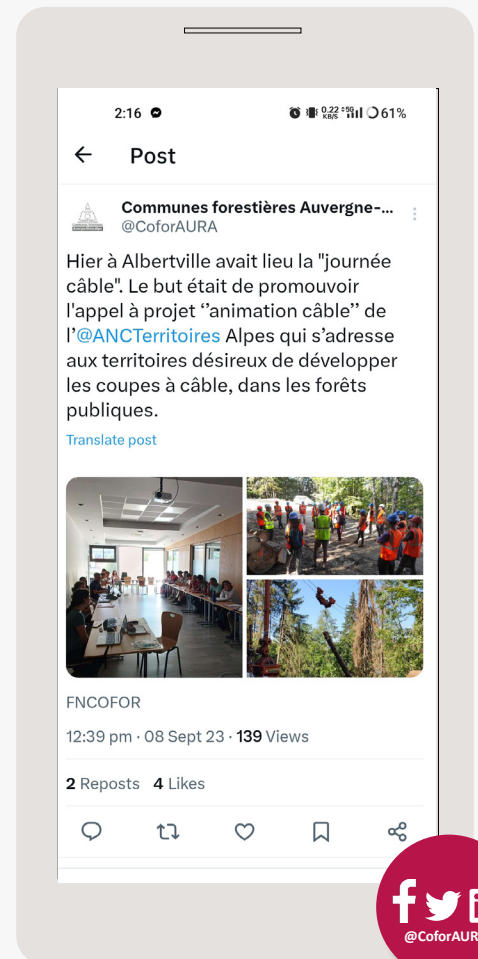 2:16 0.22 KB/S 5G 61%
Post
Communes forestières Auvergne-...
@CoforAURA
Hier à Albertville avait lieu la "journée
câble". Le but était de promouvoir
l'appel à projet ‘’animation câble’’ de
l’@ANCTerritoires Alpes qui s’adresse
aux territoires désireux de développer
les coupes à câble, dans les forêts
publiques.
Translate post
FNCOFOR
12:39 pm · 08 Sept 23 · 139 Views
2 Reposts 4 Likes
@CoforAUR